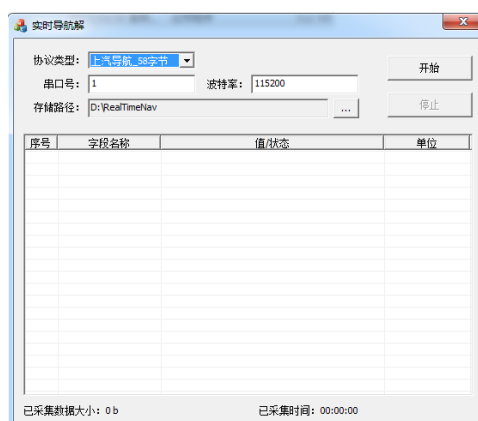 实时导航解
协议类型： 上汽导航_58字节
开始
串口号： 1 波特率： 115200
存储路径： D:\RealTimeNav ... 停止
序号 字段名称 值/状态 单位
已采集数据大小： 0 b 已采集时间： 00:00:00